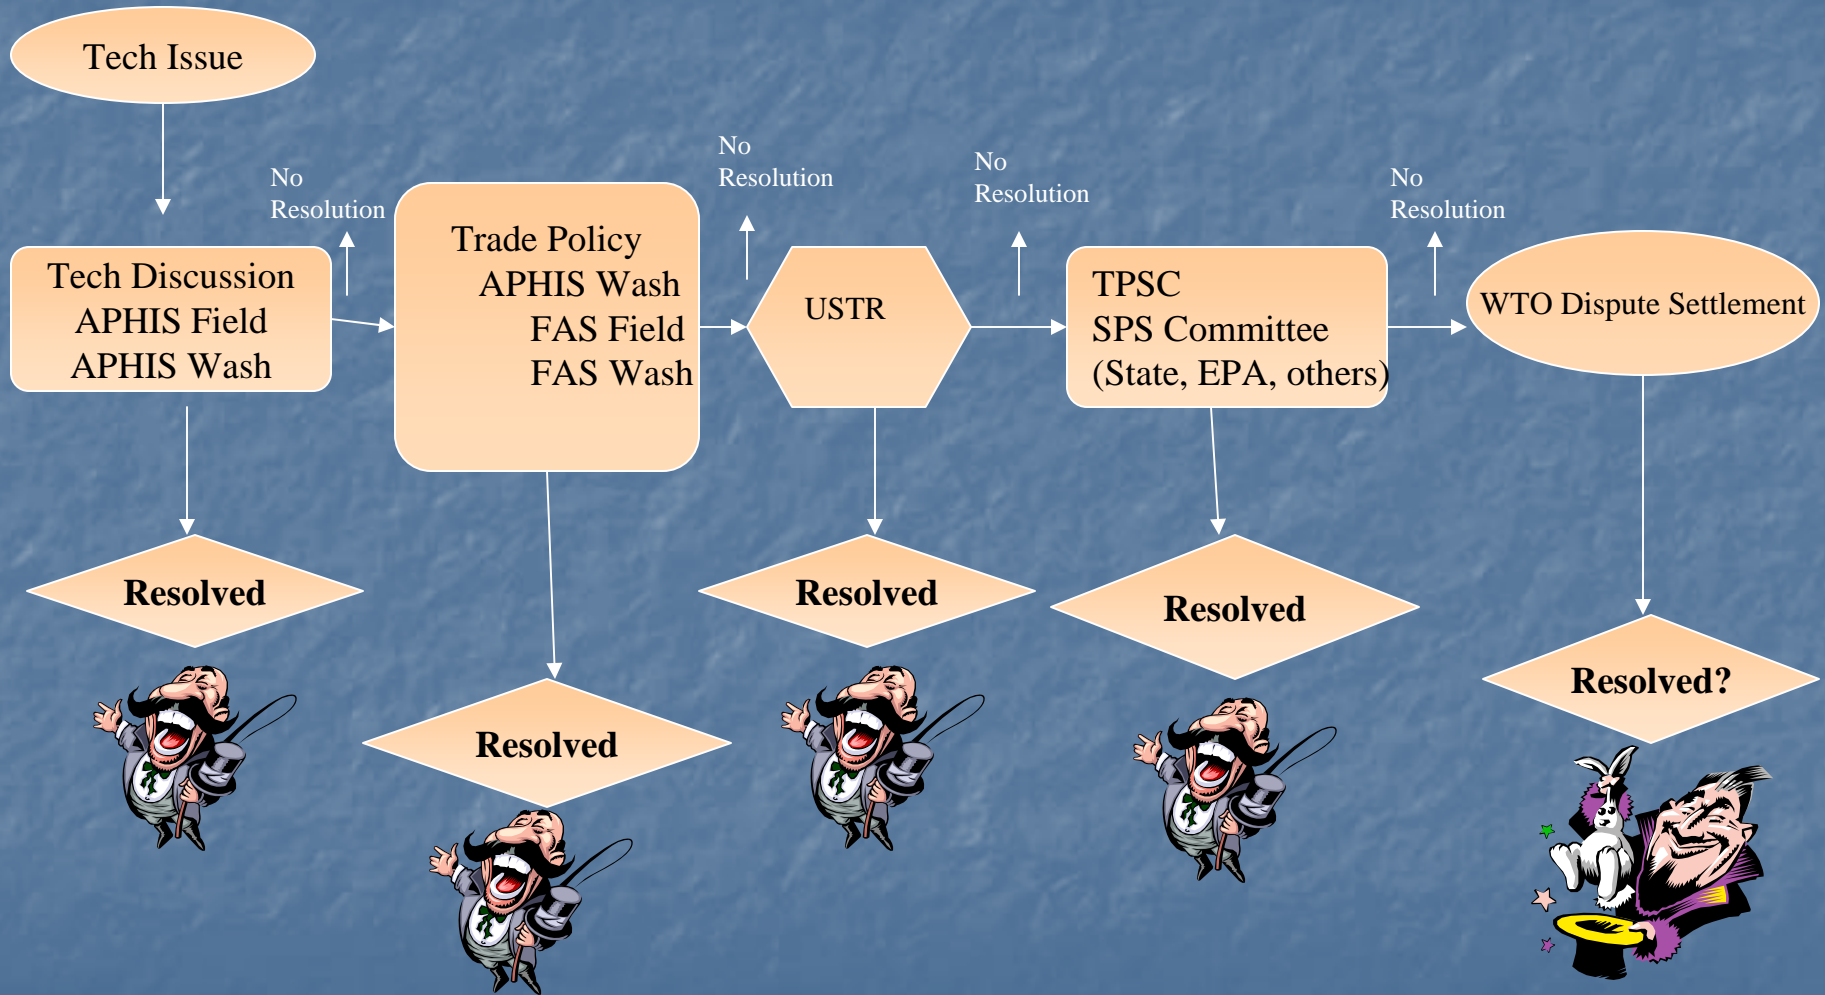 Tech Issue
No
Resolution
No
Resolution
No
Resolution
No
Resolution
Tech Discussion
APHIS Field
APHIS Wash
Trade Policy
APHIS Wash
FAS Field
FAS Wash
USTR
TPSC
SPS Committee
(State, EPA, others)
WTO Dispute Settlement
Resolved
Resolved
Resolved
Resolved
Resolved?